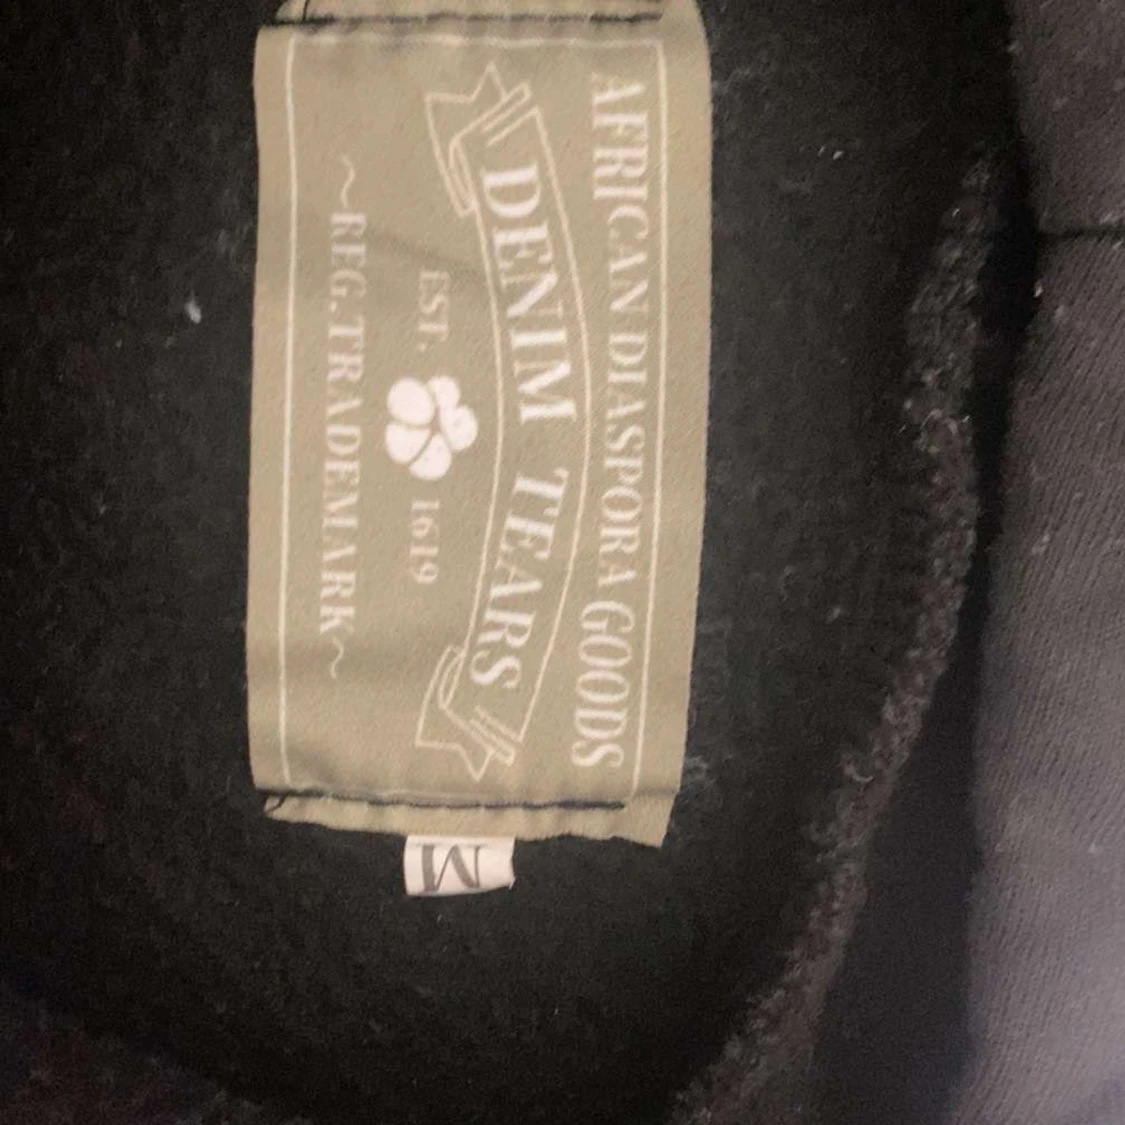 AFRICAN DIASPORA GOODS
DENIM TEARS
EST. 1619
~REG.TRADEMARK~
M